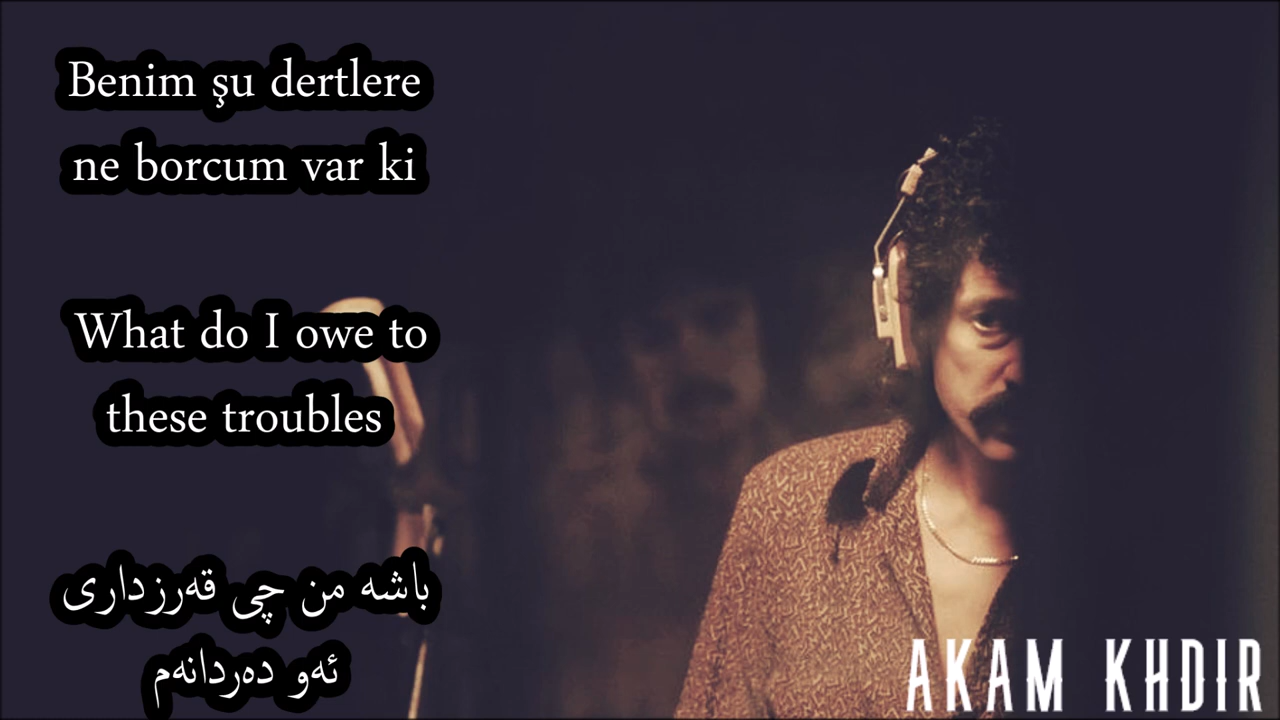 Benim şu dertlere
ne borcum var ki
What do I owe to
these troubles
باشه من چی قەرزداری
ئەو دەردانەم
AKAM KHDIR